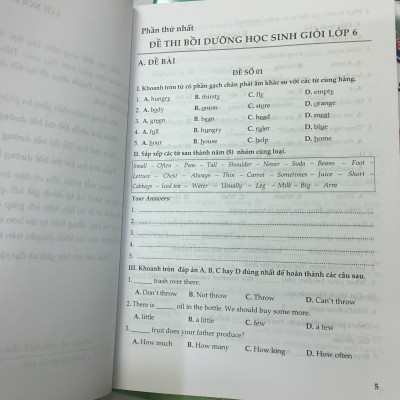 Phần thứ nhất
ĐỀ THI BỒI DƯỠNG HỌC SINH GIỎI LỚP 6
A. ĐỀ BÀI
ĐỀ SỐ 01
I. Khoanh tròn từ có phần gạch chân phát âm khác so với các từ cùng hàng.
1. A. hungry B. thirsty C. fly D. empty
2. A. body B. onion C. store D. orange
3. A. green B. bean C. head D. meat
4. A. full B. hungry C. ruler D. blue
5. A. hour B. house C. help D. home
II. Sắp xếp các từ sau thành năm (5) nhóm cùng loại.
Small – Often – Peas – Tall – Shoulder – Never – Soda – Beans – Foot
Lettuce – Chest – Always – Thin – Carrot – Sometimes – Juice – Short
Cabbage – Iced tea – Water – Usually – Leg – Milk – Big – Arm
Your Answers:
1.
2.
3.
4.
5.
III. Khoanh tròn đáp án A, B, C hay D đúng nhất để hoàn thành các câu sau.
1. ______ trash over there.
A. Don't throw B. Not throw C. Throw D. Can't throw
2. There is ______ oil in the bottle. We should buy some more.
A. little B. a little C. few D. a few
3. ______ fruit does your father produce?
A. How much B. How many C. How long D. How often
5